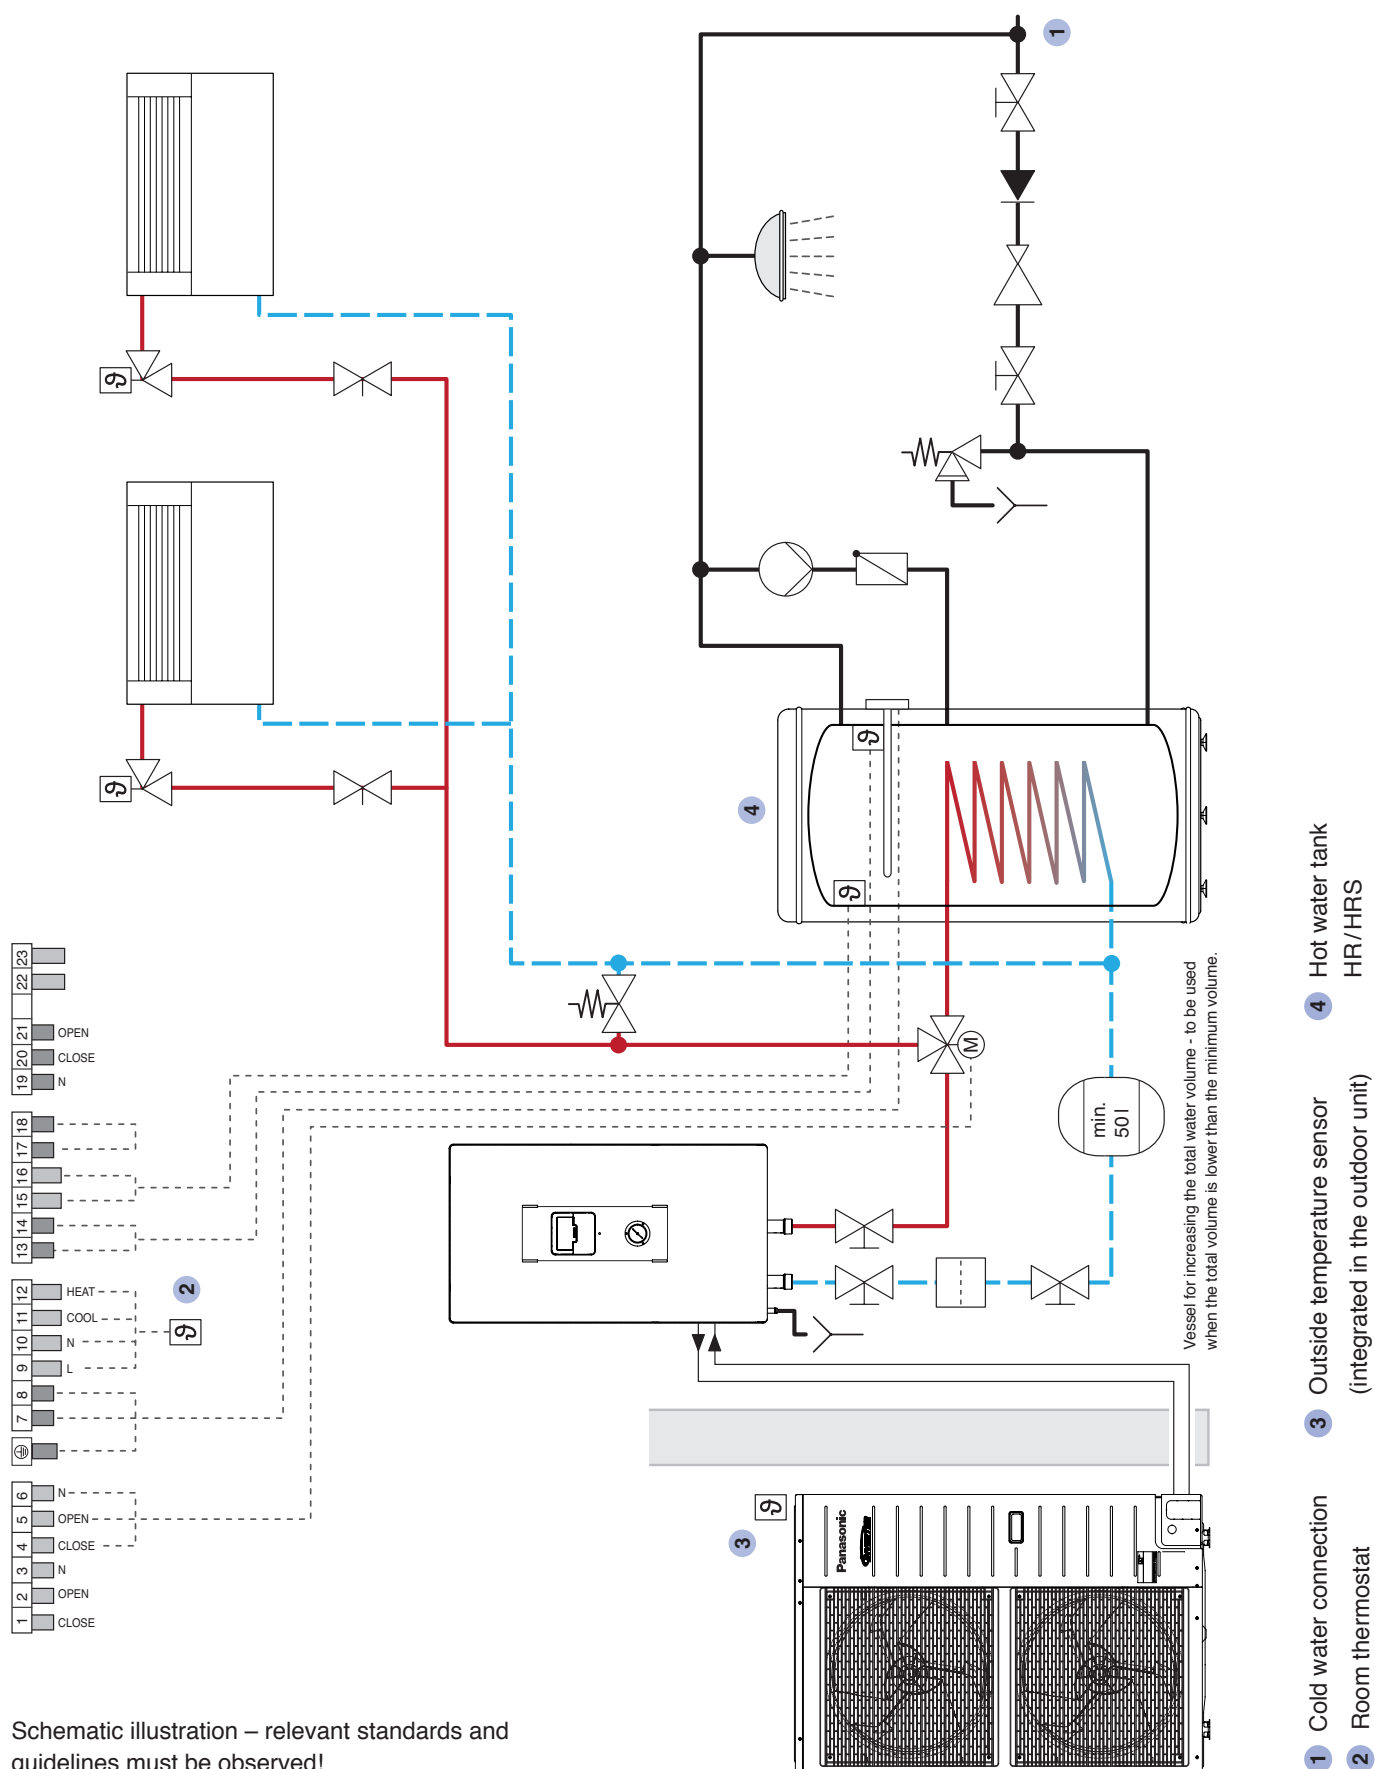 23
22
21 OPEN
20 CLOSE
19 N
18
17
16
15
14
13
12 HEAT
11 COOL
10 N
9 L
8
7
6 N
5 OPEN
4 CLOSE
3 N
2 OPEN
1 CLOSE
2
ϑ
ϑ
ϑ
1
4
ϑ
ϑ
M
min.
50 l
Vessel for increasing the total water volume - to be used
when the total volume is lower than the minimum volume.
3
ϑ
Panasonic
1 Cold water connection
2 Room thermostat
3 Outside temperature sensor
(integrated in the outdoor unit)
4 Hot water tank
HR/HRS
Schematic illustration – relevant standards and
guidelines must be observed!